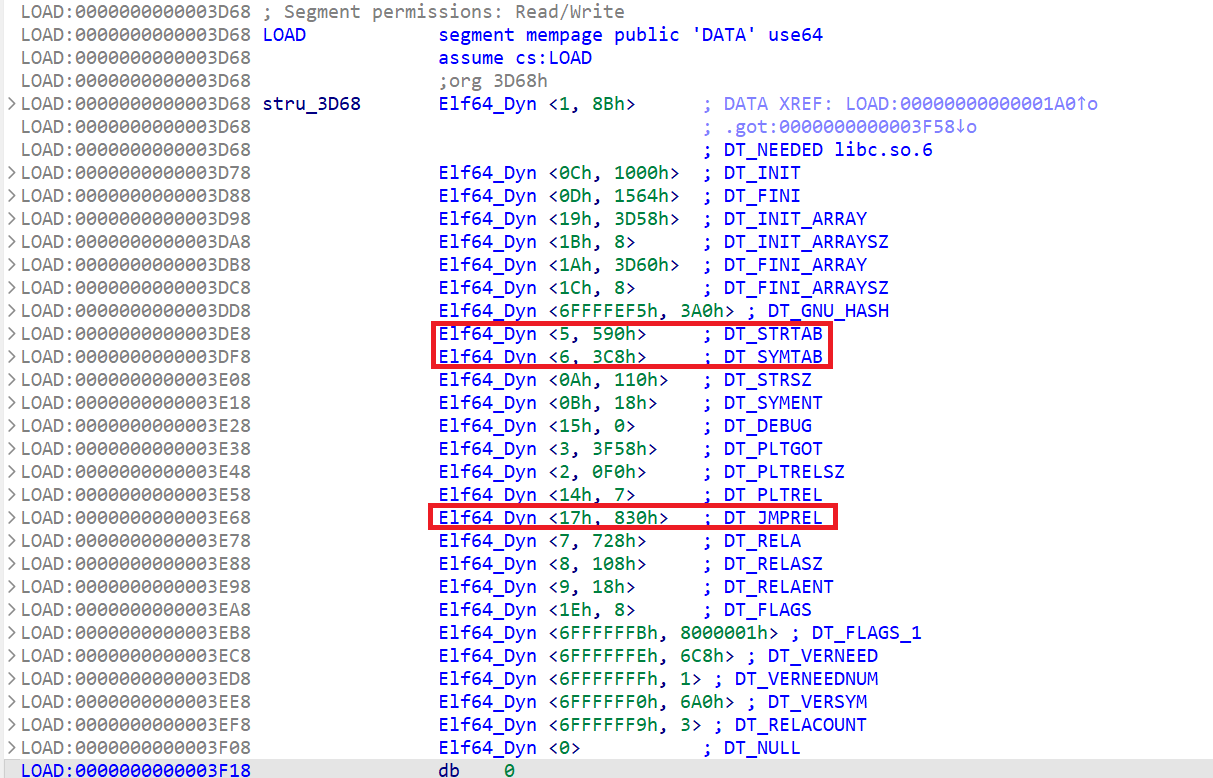 LOAD:0000000000003D68 ; Segment permissions: Read/Write
LOAD:0000000000003D68 LOAD            segment mempage public 'DATA' use64
LOAD:0000000000003D68                 assume cs:LOAD
LOAD:0000000000003D68                 ;org 3D68h
>LOAD:0000000000003D68 stru_3D68       Elf64_Dyn <1, 8Bh>      ; DATA XREF: LOAD:00000000000001A0↑o
LOAD:0000000000003D68                                         ; .got:0000000000003F58↓o
LOAD:0000000000003D68                                         ; DT_NEEDED libc.so.6
>LOAD:0000000000003D78                 Elf64_Dyn <0Ch, 1000h>  ; DT_INIT
>LOAD:0000000000003D88                 Elf64_Dyn <0Dh, 1564h>  ; DT_FINI
>LOAD:0000000000003D98                 Elf64_Dyn <19h, 3D58h>  ; DT_INIT_ARRAY
>LOAD:0000000000003DA8                 Elf64_Dyn <1Bh, 8>      ; DT_INIT_ARRAYSZ
>LOAD:0000000000003DB8                 Elf64_Dyn <1Ah, 3D60h>  ; DT_FINI_ARRAY
>LOAD:0000000000003DC8                 Elf64_Dyn <1Ch, 8>      ; DT_FINI_ARRAYSZ
>LOAD:0000000000003DD8                 Elf64_Dyn <6FFFFEF5h, 3A0h> ; DT_GNU_HASH
>LOAD:0000000000003DE8                 Elf64_Dyn <5, 590h>     ; DT_STRTAB
>LOAD:0000000000003DF8                 Elf64_Dyn <6, 3C8h>     ; DT_SYMTAB
>LOAD:0000000000003E08                 Elf64_Dyn <0Ah, 110h>   ; DT_STRSZ
>LOAD:0000000000003E18                 Elf64_Dyn <0Bh, 18h>    ; DT_SYMENT
>LOAD:0000000000003E28                 Elf64_Dyn <15h, 0>      ; DT_DEBUG
>LOAD:0000000000003E38                 Elf64_Dyn <3, 3F58h>    ; DT_PLTGOT
>LOAD:0000000000003E48                 Elf64_Dyn <2, 0F0h>     ; DT_PLTRELSZ
>LOAD:0000000000003E58                 Elf64_Dyn <14h, 7>      ; DT_PLTREL
>LOAD:0000000000003E68                 Elf64_Dyn <17h, 830h>   ; DT_JMPREL
>LOAD:0000000000003E78                 Elf64_Dyn <7, 728h>     ; DT_RELA
>LOAD:0000000000003E88                 Elf64_Dyn <8, 108h>     ; DT_RELASZ
>LOAD:0000000000003E98                 Elf64_Dyn <9, 18h>      ; DT_RELAENT
>LOAD:0000000000003EA8                 Elf64_Dyn <1Eh, 8>      ; DT_FLAGS
>LOAD:0000000000003EB8                 Elf64_Dyn <6FFFFFFBh, 8000001h> ; DT_FLAGS_1
>LOAD:0000000000003EC8                 Elf64_Dyn <6FFFFFFEh, 6C8h> ; DT_VERNEED
>LOAD:0000000000003ED8                 Elf64_Dyn <6FFFFFFFh, 1> ; DT_VERNEEDNUM
>LOAD:0000000000003EE8                 Elf64_Dyn <6FFFFFF0h, 6A0h> ; DT_VERSYM
>LOAD:0000000000003EF8                 Elf64_Dyn <6FFFFFF9h, 3> ; DT_RELACOUNT
>LOAD:0000000000003F08                 Elf64_Dyn <0>           ; DT_NULL
LOAD:0000000000003F18                 db    0